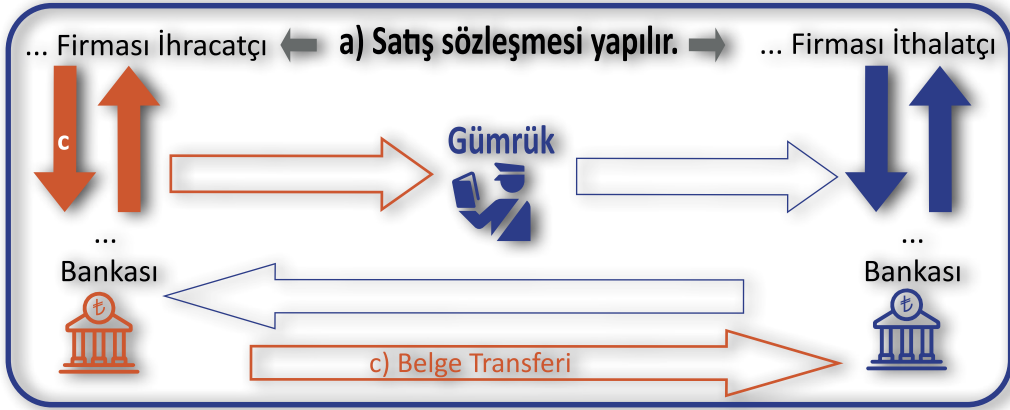 ... Firması İhracatçı
a) Satış sözleşmesi yapılır.
... Firması İthalatçı
c
Gümrük
...
Bankası
...
Bankası
₺
₺
c) Belge Transferi